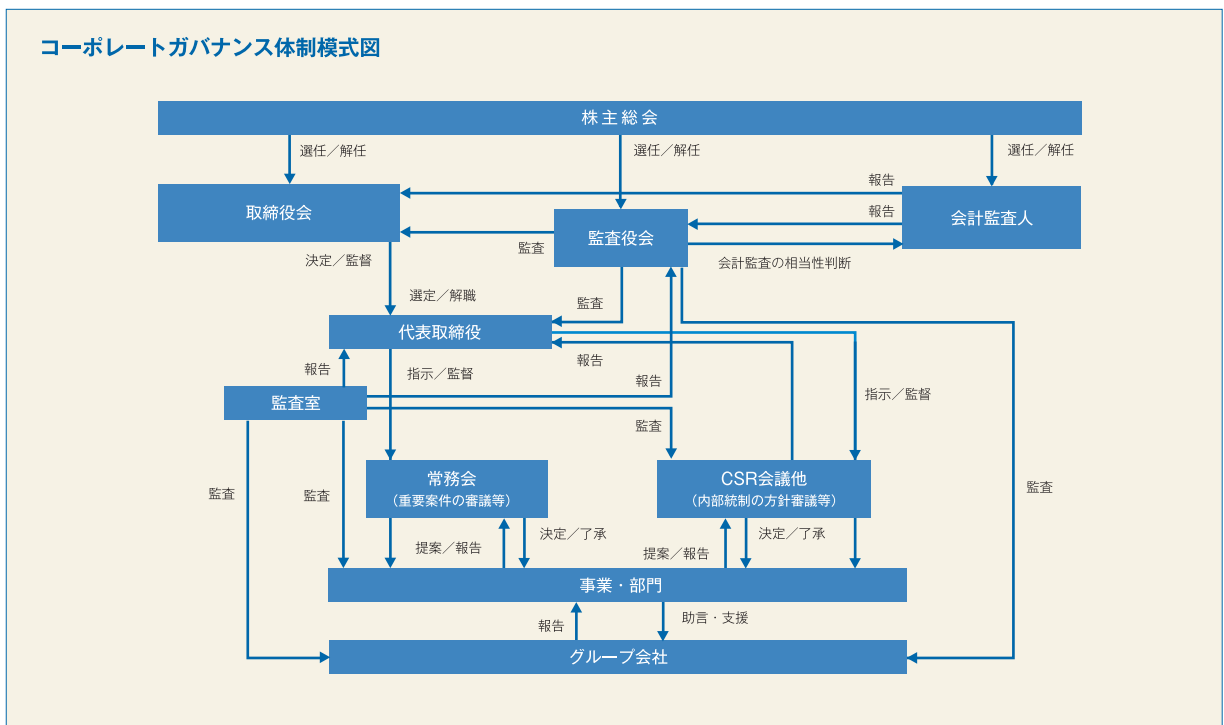 コーポレートガバナンス体制模式図
株主総会
選任／解任
選任／解任
選任／解任
報告
取締役会
報告
会計監査人
監査役会
監査
決定／監督
会計監査の相当性判断
選定／解職
監査
代表取締役
報告
報告
指示／監督
報告
指示／監督
監査室
監査
常務会
（重要案件の審議等）
CSR会議他
（内部統制の方針審議等）
監査
監査
監査
提案／報告
決定／了承
提案／報告
決定／了承
事業・部門
報告
助言・支援
グループ会社